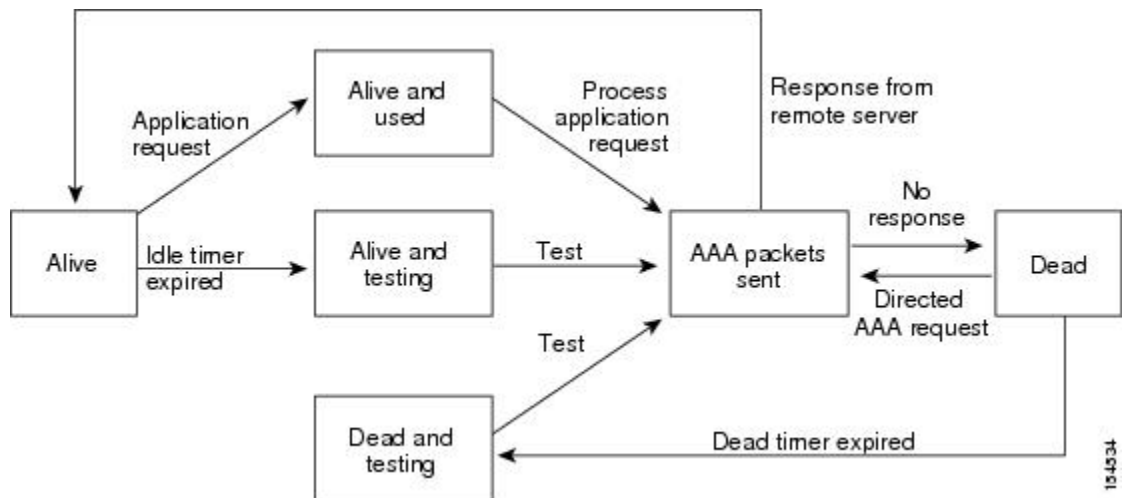 Alive and
used
Application
request
Process
application
request
Response from
remote server
Alive
Idle timer
expired
Alive and
testing
Test
AAA packets
sent
No
response
Directed
AAA request
Dead
Test
Dead and
testing
Dead timer expired
154534